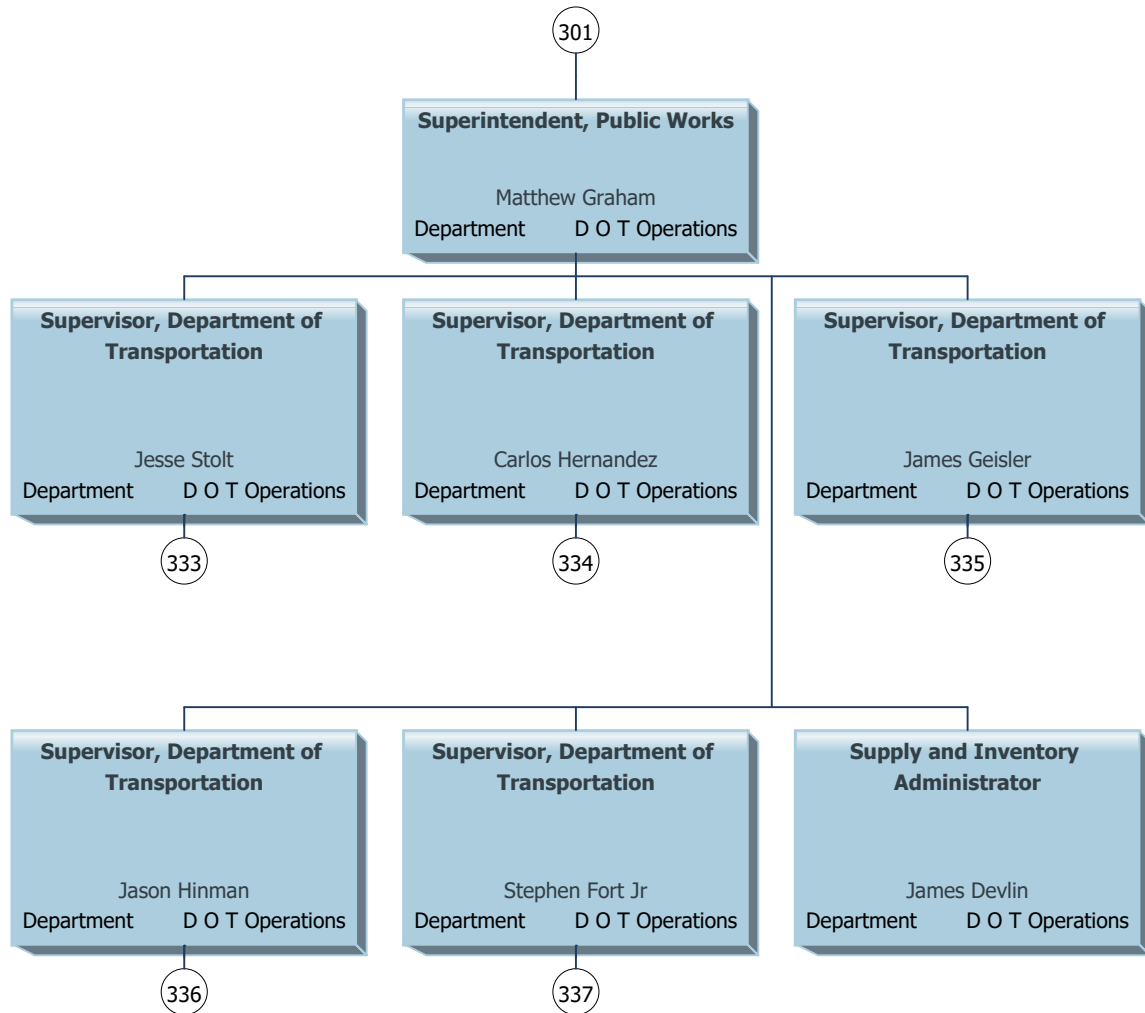 301
Superintendent, Public Works
Matthew Graham
Department D O T Operations
Supervisor, Department of
Transportation
Jesse Stolt
Department D O T Operations
333
Supervisor, Department of
Transportation
Carlos Hernandez
Department D O T Operations
334
Supervisor, Department of
Transportation
James Geisler
Department D O T Operations
335
Supervisor, Department of
Transportation
Jason Hinman
Department D O T Operations
336
Supervisor, Department of
Transportation
Stephen Fort Jr
Department D O T Operations
337
Supply and Inventory
Administrator
James Devlin
Department D O T Operations